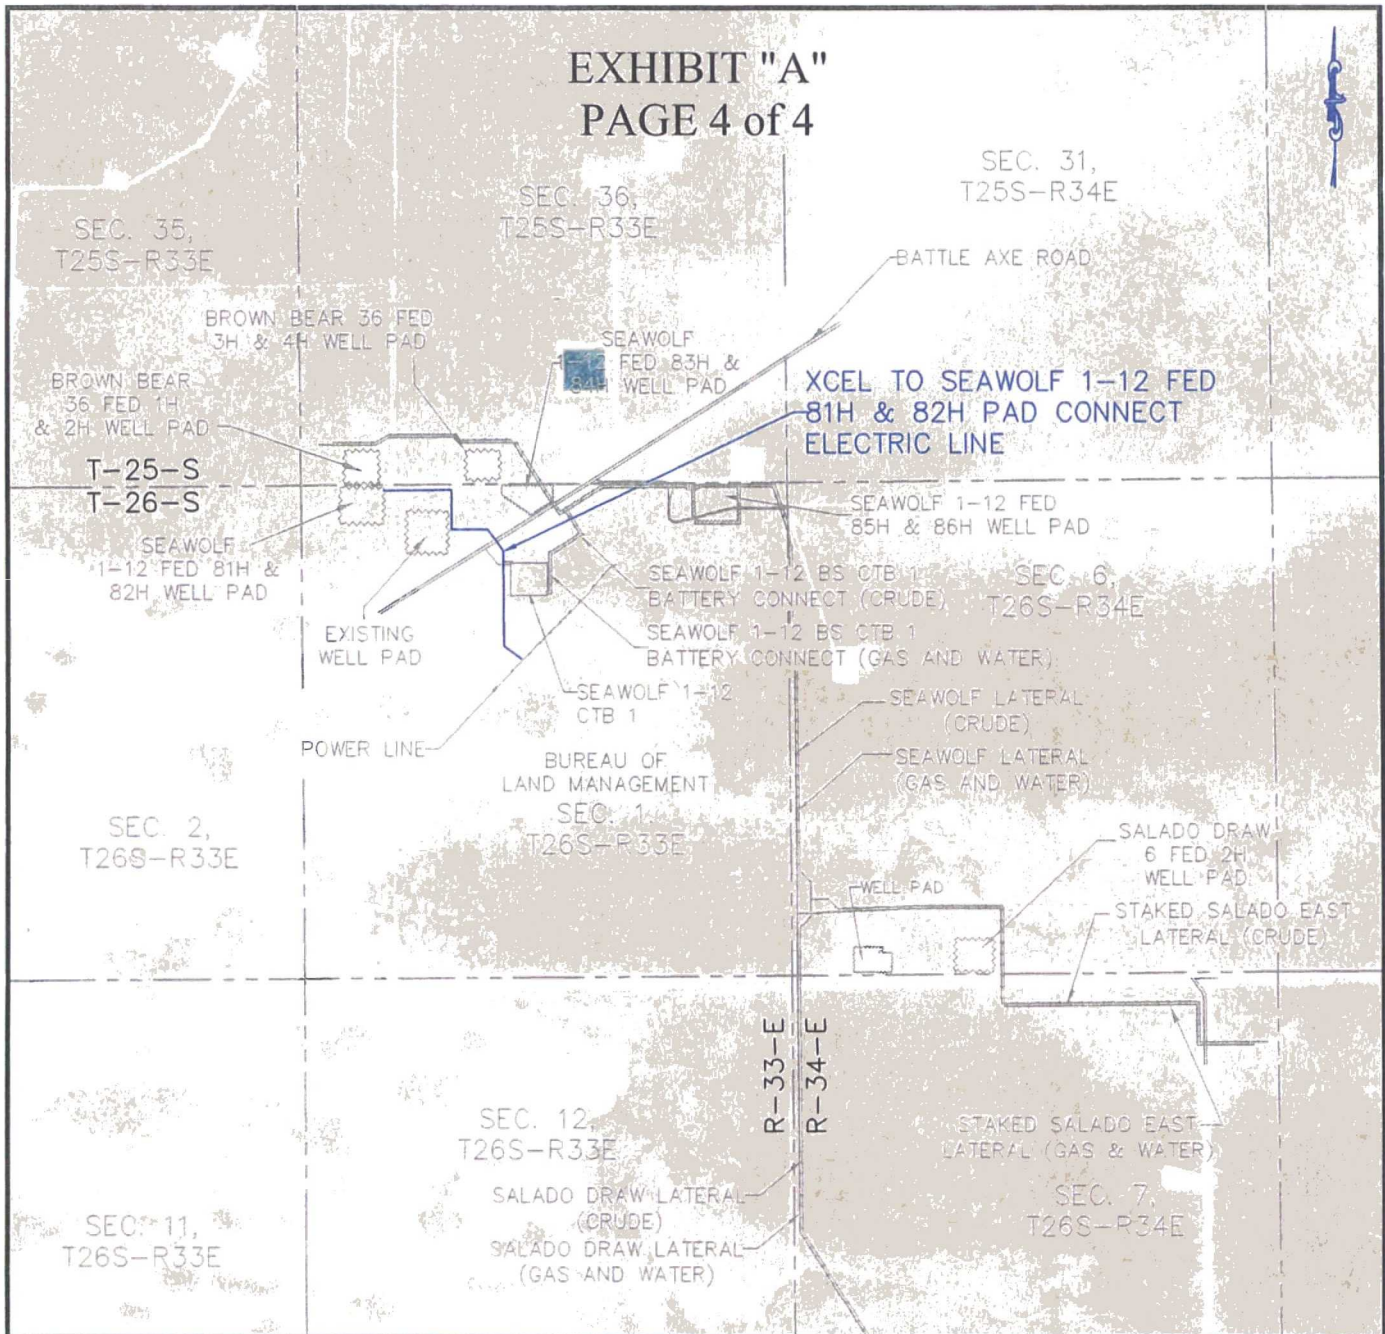 EXHIBIT "A"
PAGE 4 of 4
SEC. 31,
T25S-R34E
SEC. 36,
T25S-R33E
SEC. 35,
T25S-R33E
BATTLE AXE ROAD
BROWN BEAR 36 FED
3H & 4H WELL PAD
SEAWOLF
1-12 FED 83H &
84H WELL PAD
BROWN BEAR
36 FED 1H
& 2H WELL PAD
XCEL TO SEAWOLF 1-12 FED
81H & 82H PAD CONNECT
ELECTRIC LINE
T-25-S
T-26-S
SEAWOLF 1-12 FED
85H & 86H WELL PAD
SEAWOLF
1-12 FED 81H &
82H WELL PAD
SEAWOLF 1-12 BS CTB 1
BATTERY CONNECT (CRUDE)
SEC. 6,
T26S-R34E
EXISTING
WELL PAD
SEAWOLF 1-12 BS CTB 1
BATTERY CONNECT (GAS AND WATER)
SEAWOLF 1-12
CTB 1
SEAWOLF LATERAL
(CRUDE)
POWER LINE
BUREAU OF
LAND MANAGEMENT
SEC. 1,
T26S-R33E
SEAWOLF LATERAL
(GAS AND WATER)
SEC. 2,
T26S-R33E
SALADO DRAW
6 FED 2H
WELL PAD
WELL PAD
STAKED SALADO EAST
LATERAL (CRUDE)
R-33-E
R-34-E
SEC. 12,
T26S-R33E
STAKED SALADO EAST
LATERAL (GAS & WATER)
SALADO DRAW LATERAL
(CRUDE)
SEC. 7,
T26S-R34E
SEC. 11,
T26S-R33E
SALADO DRAW LATERAL
(GAS AND WATER)